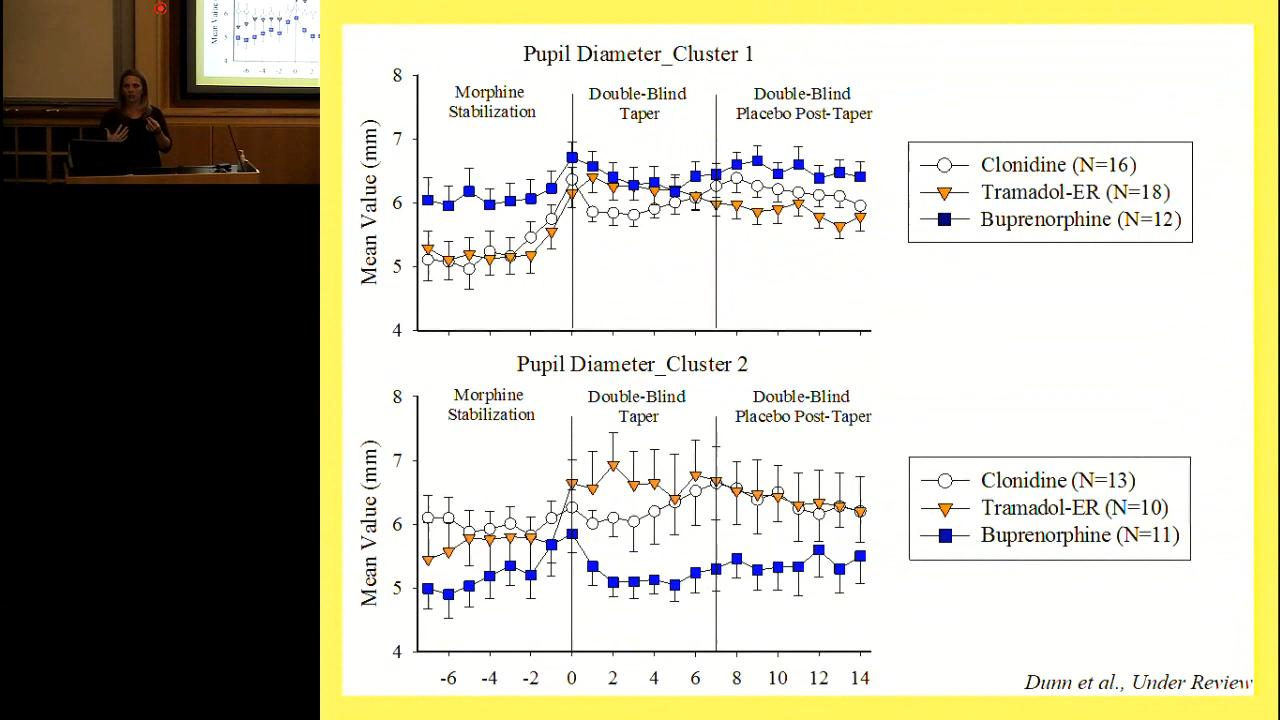 Pupil Diameter_Cluster 1
8
7
6
5
4
Mean Value (mm)
Morphine
Stabilization
Double-Blind
Taper
Double-Blind
Placebo Post-Taper
Clonidine (N=16)
Tramadol-ER (N=18)
Buprenorphine (N=12)
Pupil Diameter_Cluster 2
8
7
6
5
4
Mean Value (mm)
Morphine
Stabilization
Double-Blind
Taper
Double-Blind
Placebo Post-Taper
Clonidine (N=13)
Tramadol-ER (N=10)
Buprenorphine (N=11)
-6 -4 -2 0 2 4 6 8 10 12 14
Dunn et al., Under Review